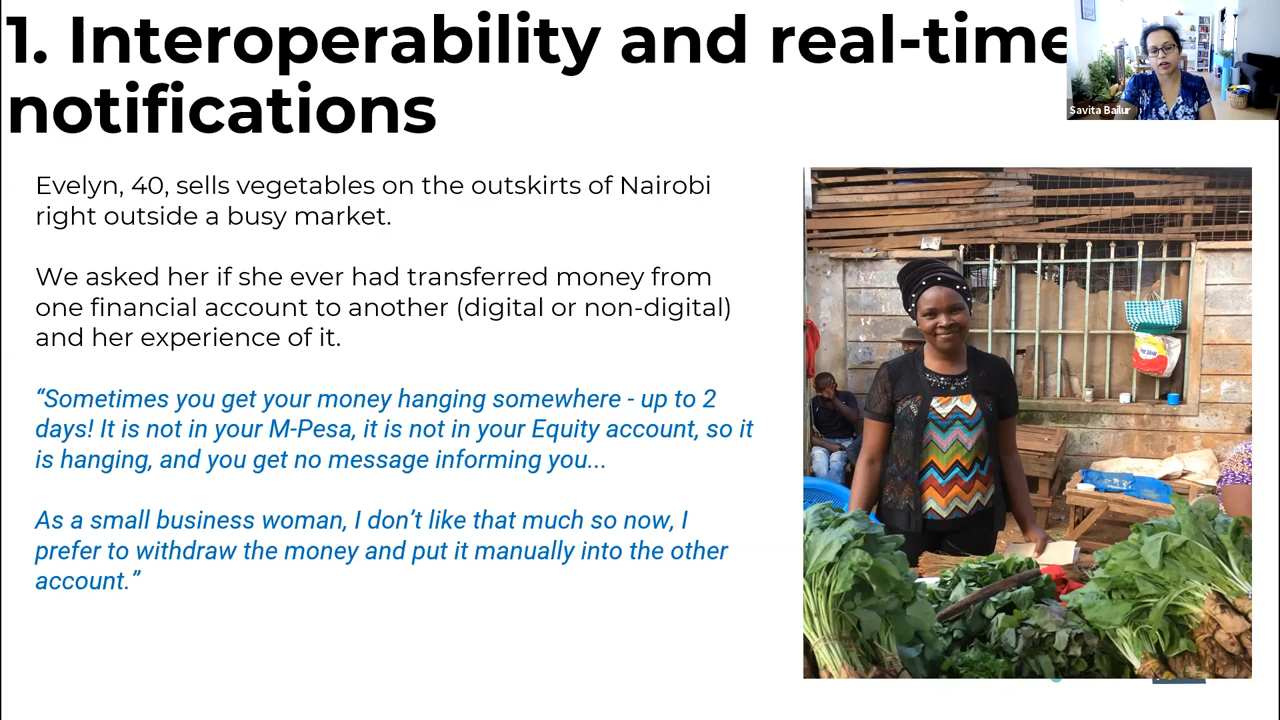 1. Interoperability and real-time
notifications
Savita Bailur
Evelyn, 40, sells vegetables on the outskirts of Nairobi
right outside a busy market.
We asked her if she ever had transferred money from
one financial account to another (digital or non-digital)
and her experience of it.
“Sometimes you get your money hanging somewhere - up to 2
days! It is not in your M-Pesa, it is not in your Equity account, so it
is hanging, and you get no message informing you...
As a small business woman, I don’t like that much so now, I
prefer to withdraw the money and put it manually into the other
account.”